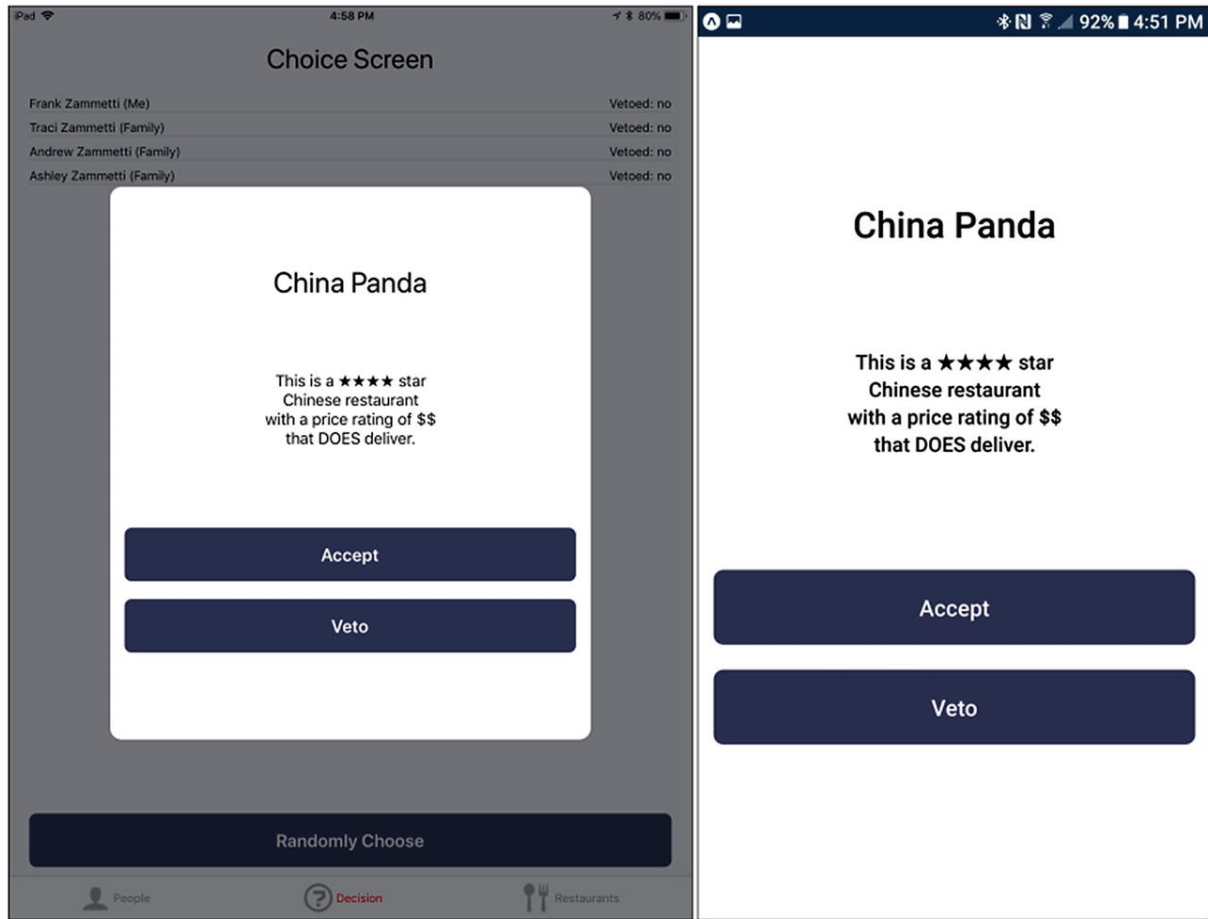 iPad 4:58 PM 80%
Choice Screen
Frank Zammetti (Me) Vetoed: no
Traci Zammetti (Family) Vetoed: no
Andrew Zammetti (Family) Vetoed: no
Ashley Zammetti (Family) Vetoed: no
China Panda
This is a ★★★★ star
Chinese restaurant
with a price rating of $$
that DOES deliver.
Accept
Veto
Randomly Choose
People Decision Restaurants
92% 4:51 PM
China Panda
This is a ★★★★ star
Chinese restaurant
with a price rating of $$
that DOES deliver.
Accept
Veto